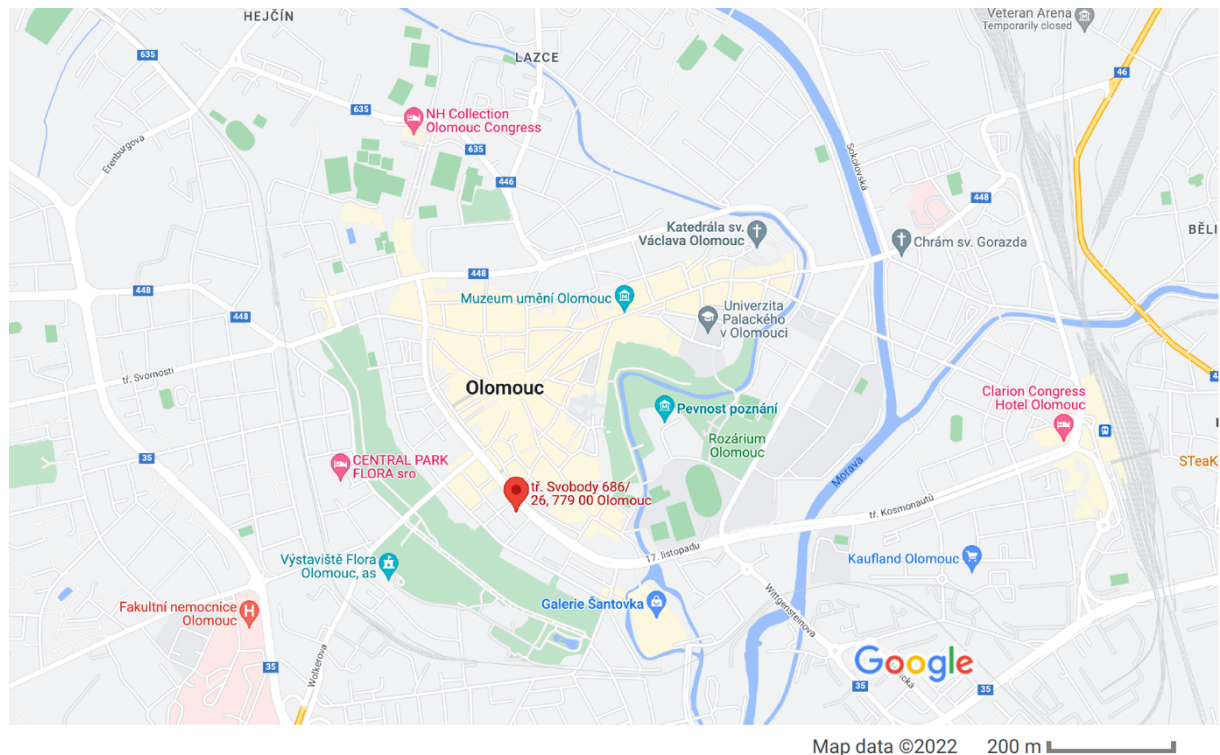 HEJČÍN
Veteran Arena
Temporarily closed
635
LAZCE
46
635
NH Collection
Olomouc Congress
635
Erenburgova
446
Sokolovská
448
Katedrála sv.
Václava Olomouc
Chrám sv. Gorazda
BĚLI
448
448
Muzeum umění Olomouc
Univerzita
Palackého
v Olomouci
448
tř. Svornosti
Olomouc
Clarion Congress
Hotel Olomouc
Pevnost poznání
Rozárium
Olomouc
35
CENTRAL PARK
FLORA sro
STeaK
Morava
tř. Svobody 686/
26, 779 00 Olomouc
tř. Kosmonautů
17. listopadu
Výstaviště Flora
Olomouc, as
Kaufland Olomouc
Galerie Šantovka
Wittgensteinova
Fakultní nemocnice
Olomouc
35
Wolkerova
Google
35
35
Map data ©2022
200 m